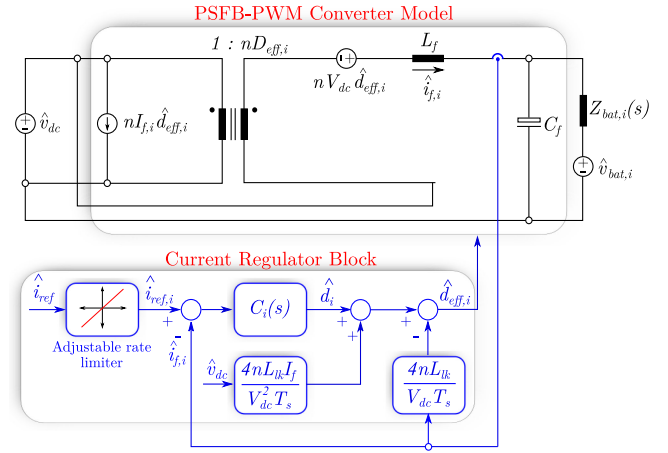 PSFB-PWM Converter Model
1 : nD_{eff,i}
L_f
nV_{dc} \hat{d}_{eff,i}
\hat{i}_{f,i}
\hat{v}_{dc}
nI_{f,i} \hat{d}_{eff,i}
C_f
Z_{bat,i}(s)
\hat{v}_{bat,i}
Current Regulator Block
\hat{i}_{ref}
\hat{i}_{ref,i}
C_i(s)
\hat{d}_i
\hat{d}_{eff,i}
+
-
+
+
+
-
Adjustable rate
limiter
\hat{i}_{f,i}
\hat{v}_{dc}
4nL_{lk}I_f
V_{dc}^2 T_s
4nL_{lk}
V_{dc} T_s